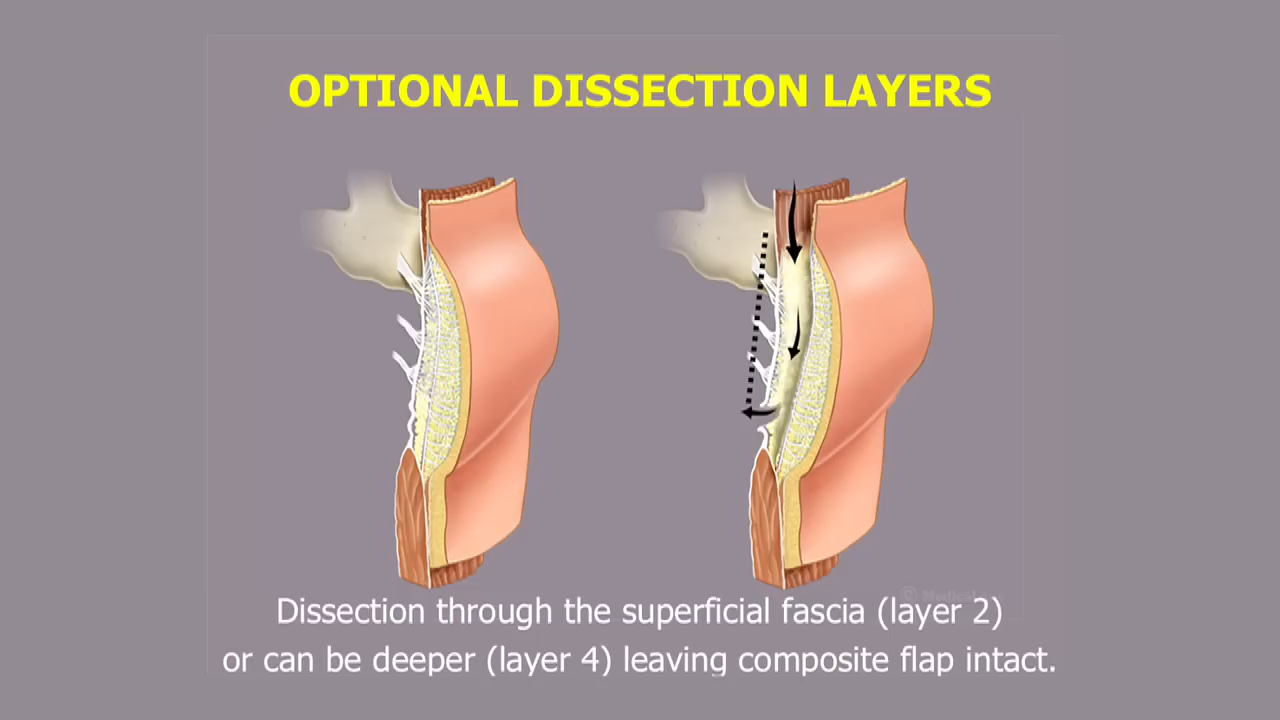 OPTIONAL DISSECTION LAYERS
Dissection through the superficial fascia (layer 2)
or can be deeper (layer 4) leaving composite flap intact.